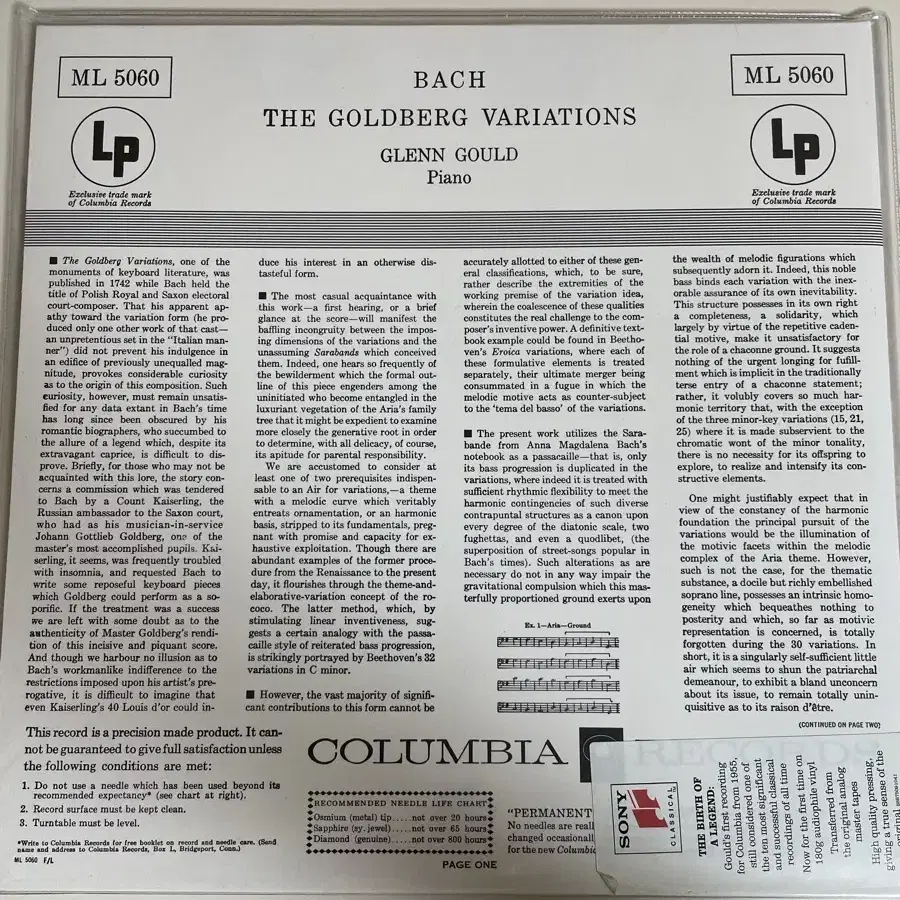 ML 5060
BACH
THE GOLDBERG VARIATIONS
GLENN GOULD
Piano
ML 5060
LP
Exclusive trade mark
of Columbia Records
LP
Exclusive trade mark
of Columbia Records
■ The Goldberg Variations, one of the
monuments of keyboard literature, was
published in 1742 while Bach held the
title of Polish Royal and Saxon electoral
court-composer. That his apparent ap-
athy toward the variation form (he pro-
duced only one other work of that cast—
an unpretentious set in the "Italian man-
ner") did not prevent his indulgence in
an edifice of previously unequalled mag-
nitude, provokes considerable curiosity
as to the origin of this composition. Such
curiosity, however, must remain unsatis-
fied for any data extant in Bach's time
has long since been obscured by his
romantic biographers, who succumbed to
the allure of a legend which, despite its
extravagant caprice, is difficult to dis-
prove. Briefly, for those who may not be
acquainted with this lore, the story con-
cerns a commission which was tendered
to Bach by a Count Kaiserling, the
Russian ambassador to the Saxon court,
who had as his musician-in-service
Johann Gottlieb Goldberg, one of the
master's most accomplished pupils. Kai-
serling, it seems, was frequently troubled
with insomnia, and requested Bach to
write some reposeful keyboard pieces
which Goldberg could perform as a so-
porific. If the treatment was a success
we are left with some doubt as to the
authenticity of Master Goldberg's rendi-
tion of this incisive and piquant score.
And though we harbour no illusion as to
Bach's workmanlike indifference to the
restrictions imposed upon his artist's pre-
rogative, it is difficult to imagine that
even Kaiserling's 40 Louis d'or could in-
duce his interest in an otherwise dis-
tasteful form.
■ The most casual acquaintance with
this work—a first hearing, or a brief
glance at the score—will manifest the
baffling incongruity between the impos-
ing dimensions of the variations and the
unassuming Sarabande which conceived
them. Indeed, one hears so frequently of
the bewilderment which the formal out-
line of this piece engenders among the
uninitiated who become entangled in the
luxuriant vegetation of the Aria's family
tree that it might be expedient to examine
more closely the generative root in order
to determine, with all delicacy, of course,
its aptitude for parental responsibility.
We are accustomed to consider at
least one of two prerequisites indispen-
sable to an Air for variations,—a theme
with a melodic curve which veritably
entreats ornamentation, or an harmonic
basis, stripped to its fundamentals, preg-
nant with promise and capacity for ex-
haustive exploitation. Though there are
abundant examples of the former proce-
dure from the Renaissance to the present
day, it flourishes through the theme-and-
elaborative-variation concept of the ro-
coco. The latter method, which, by
stimulating linear inventiveness, sug-
gests a certain analogy with the passa-
caille style of reiterated bass progression,
is strikingly portrayed by Beethoven's 32
variations in C minor.
■ However, the vast majority of signifi-
cant contributions to this form cannot be
accurately allotted to either of these gen-
eral classifications, which, to be sure,
rather describe the extremities of the
working premise of the variation idea,
wherein the coalescence of these qualities
constitutes the real challenge to the com-
poser's inventive power. A definitive text-
book example could be found in Beetho-
ven's Eroica variations, where each of
these formulative elements is treated
separately, their ultimate merger being
consummated in a fugue in which the
melodic motive acts as counter-subject
to the 'tema del basso' of the variations.
■ The present work utilizes the Sara-
bande from Anna Magdalena Bach's
notebook as a passacaille—that is, only
its bass progression is duplicated in the
variations, where indeed it is treated with
sufficient rhythmic flexibility to meet the
harmonic contingencies of such diverse
contrapuntal structures as a canon upon
every degree of the diatonic scale, two
fughettas, and even a quodlibet, (the
superposition of street-songs popular in
Bach's times). Such alterations as are
necessary do not in any way impair the
gravitational compulsion which this mas-
terfully proportioned ground exerts upon
Ex. 1—Aria—Ground
the wealth of melodic figurations which
subsequently adorn it. Indeed, this noble
bass binds each variation with the inex-
orable assurance of its own inevitability.
This structure possesses in its own right
a completeness, a solidarity, which
largely by virtue of the repetitive caden-
tial motive, make it unsatisfactory for
the role of a chaconne ground. It suggests
nothing of the urgent longing for fulfill-
ment which is implicit in the traditionally
terse entry of a chaconne statement;
rather, it volubly covers so much har-
monic territory that, with the exception
of the three minor-key variations (15, 21,
25) where it is made subservient to the
chromatic wont of the minor tonality,
there is no necessity for its offspring to
explore, to realize and intensify its con-
structive elements.
One might justifiably expect that in
view of the constancy of the harmonic
foundation the principal pursuit of the
variations would be the illumination of
the motivic facets within the melodic
complex of the Aria theme. However,
such is not the case, for the thematic
substance, a docile but richly embellished
soprano line, possesses an intrinsic homo-
geneity which bequeathes nothing to
posterity and which, so far as motivic
representation is concerned, is totally
forgotten during the 30 variations. In
short, it is a singularly self-sufficient little
air which seems to shun the patriarchal
demeanour, to exhibit a bland unconcern
about its issue, to remain totally unin-
quisitive as to its raison d'être.
(CONTINUED ON PAGE TWO)
This record is a precision made product. It can-
not be guaranteed to give full satisfaction unless
the following conditions are met:
1. Do not use a needle which has been used beyond its
recommended expectancy* (see chart at right).
2. Record surface must be kept clean.
3. Turntable must be level.
*Write to Columbia Records for free booklet on record and needle care. (Send
name and address to Columbia Records, Box L, Bridgeport, Conn.)
ML 5060 F/L
COLUMBIA RECORDS
RECOMMENDED NEEDLE LIFE CHART
Osmium (metal) tip.....not over 20 hours
Sapphire (sy. jewel)....not over 65 hours
Diamond (genuine).....not over 800 hours
PAGE ONE
"PERMANENT
No needles are reall
changed occasionall
for the new Columbia
SONY
CLASSICAL
THE BIRTH OF
A LEGEND:
Gould's first recording
for Columbia from 1955,
still considered one of
the ten most significant
and successful classical
recordings of all time
Now for the first time on
180g audiophile vinyl
Transferred from
the original analog
master tapes
High quality pressing,
giving a true sense of the
original